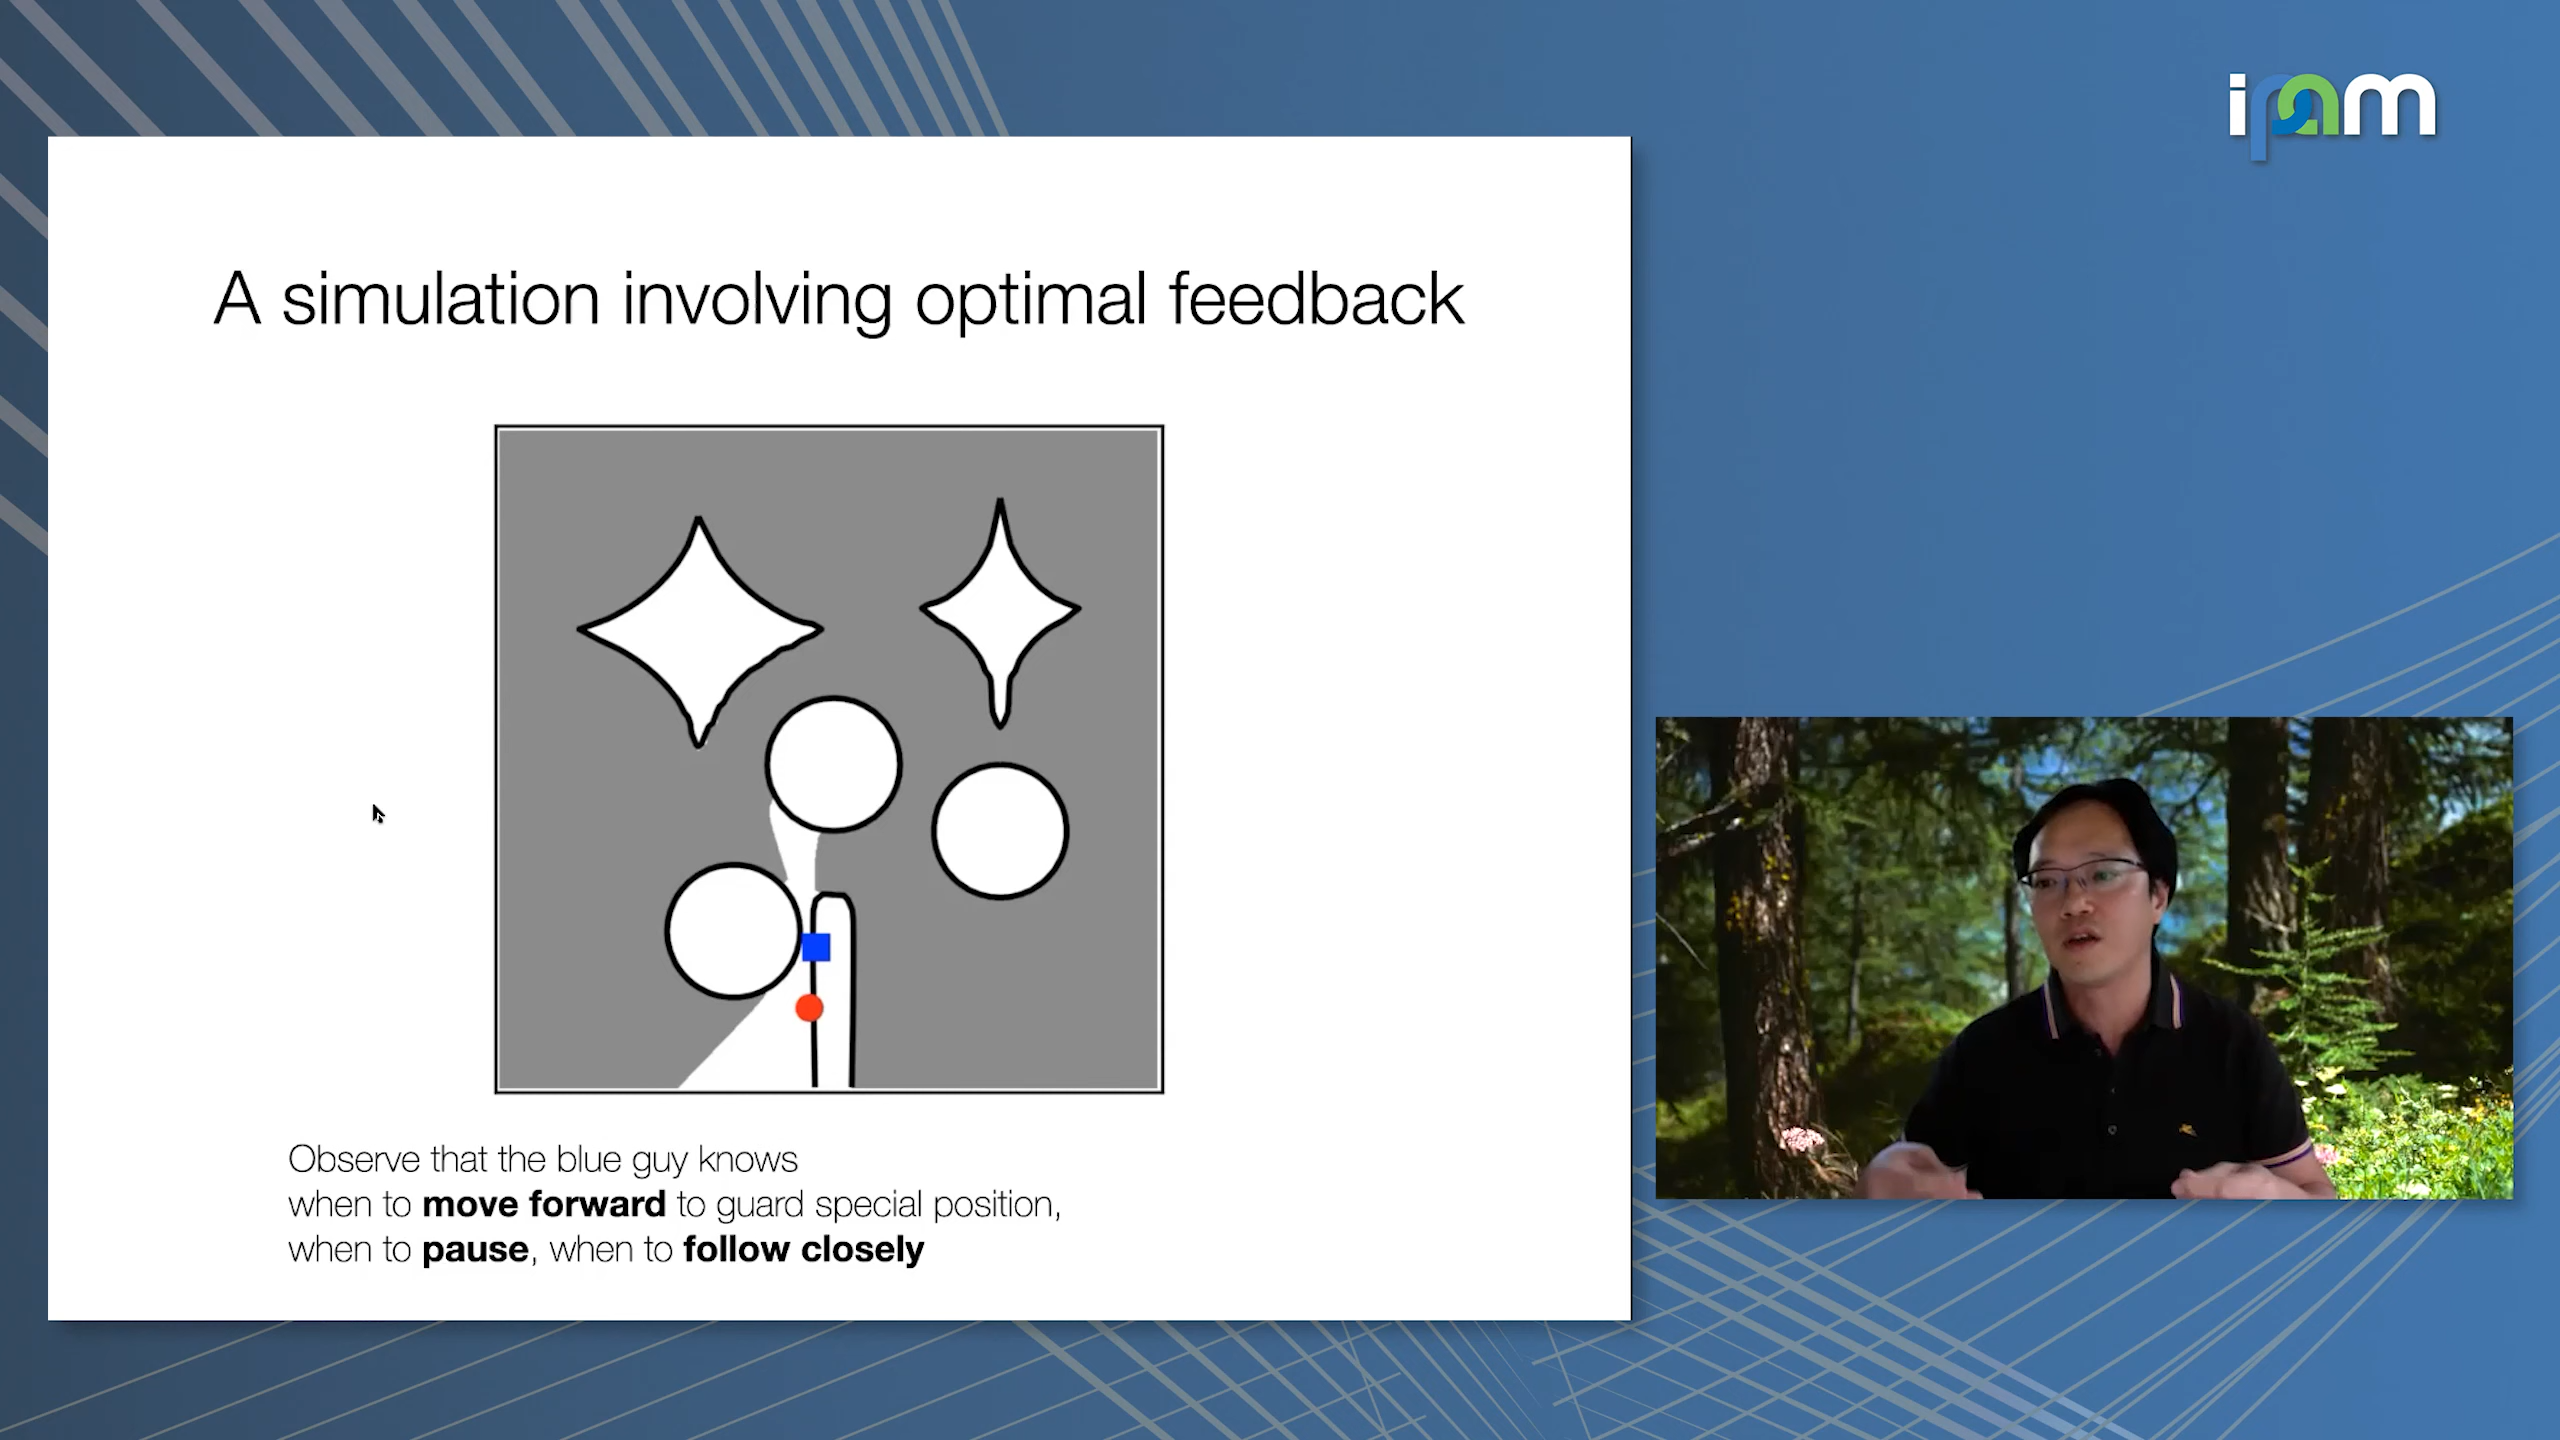 ipam
A simulation involving optimal feedback
Observe that the blue guy knows
when to move forward to guard special position,
when to pause, when to follow closely